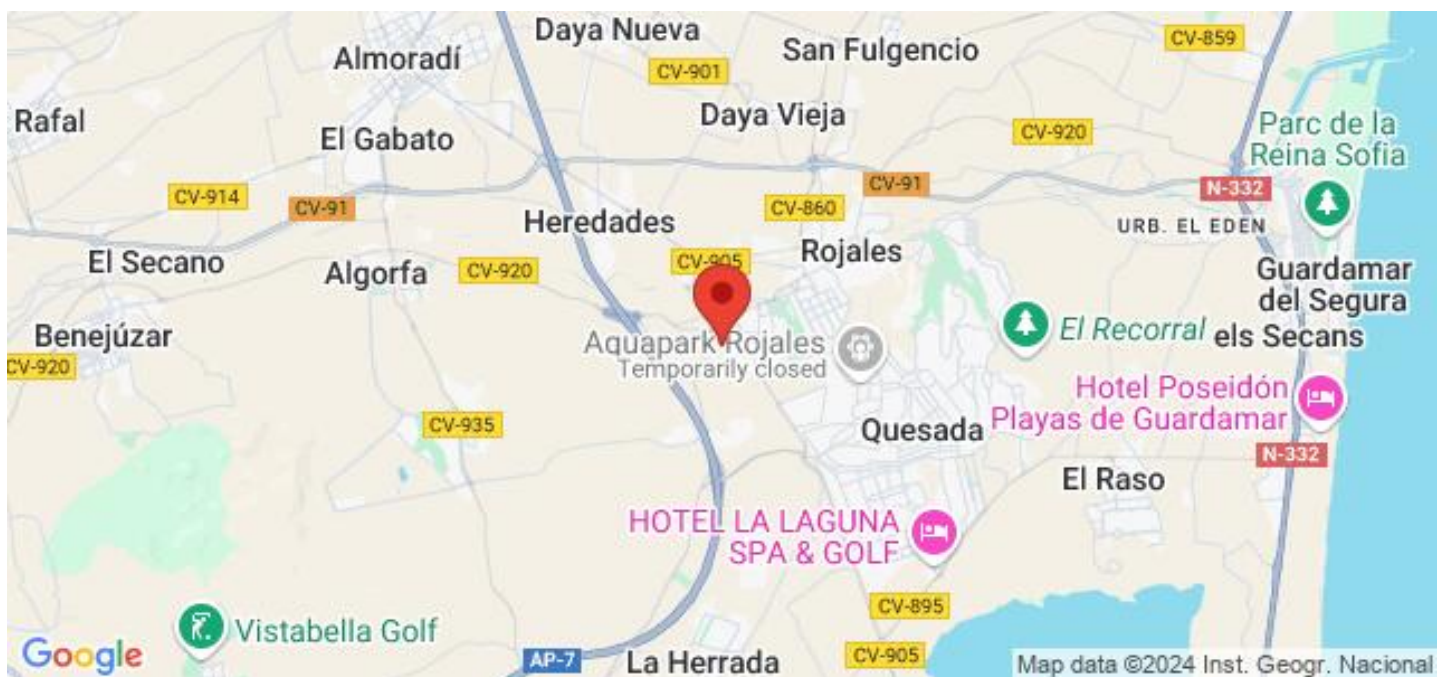 Daya Nueva
CV-859
Almoradí
San Fulgencio
CV-901
Rafal
Daya Vieja
Parc de la
Reina Sofia
El Gabato
CV-920
CV-914
CV-91
CV-91
N-332
CV-860
Heredades
URB. EL EDEN
Rojales
El Secano
Algorfa
CV-920
CV-905
Guardamar
del Segura
Benejúzar
El Recorral
els Secans
Aquapark Rojales
Temporarily closed
CV-920
Hotel Poseidón
Playas de Guardamar
CV-935
Quesada
N-332
El Raso
HOTEL LA LAGUNA
SPA & GOLF
CV-895
Vistabella Golf
Google
AP-7
La Herrada
CV-905
Map data ©2024 Inst. Geogr. Nacional